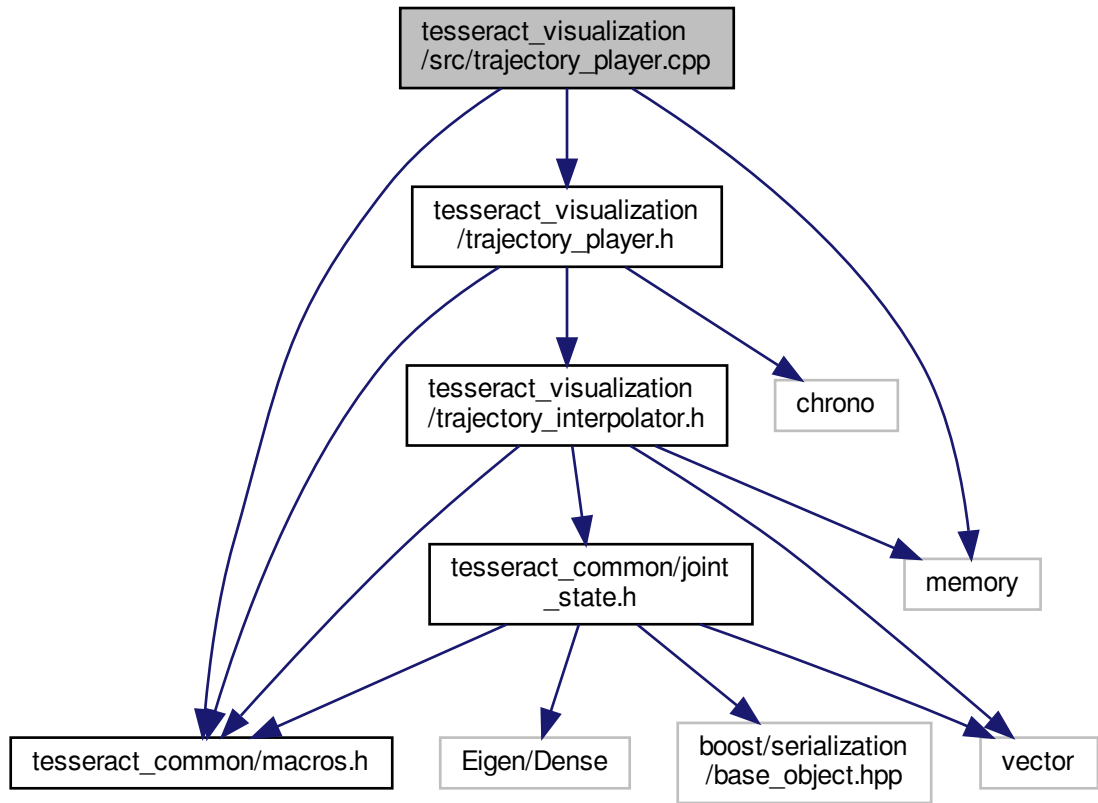 tesseract_visualization
/src/trajectory_player.cpp
tesseract_visualization
/trajectory_player.h
tesseract_visualization
/trajectory_interpolator.h
chrono
tesseract_common/joint
_state.h
memory
tesseract_common/macros.h
Eigen/Dense
boost/serialization
/base_object.hpp
vector